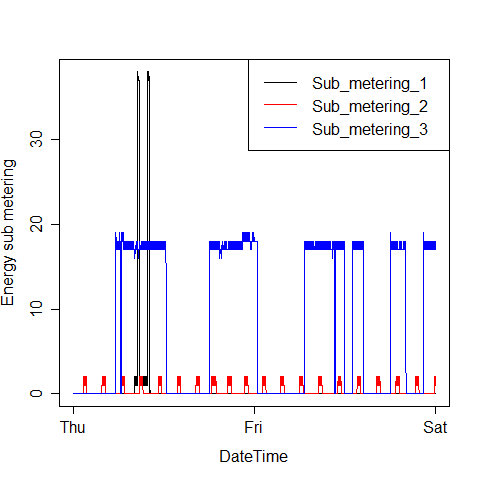 Sub_metering_1
Sub_metering_2
Sub_metering_3
Energy sub metering
30
20
10
0
Thu Fri Sat
DateTime